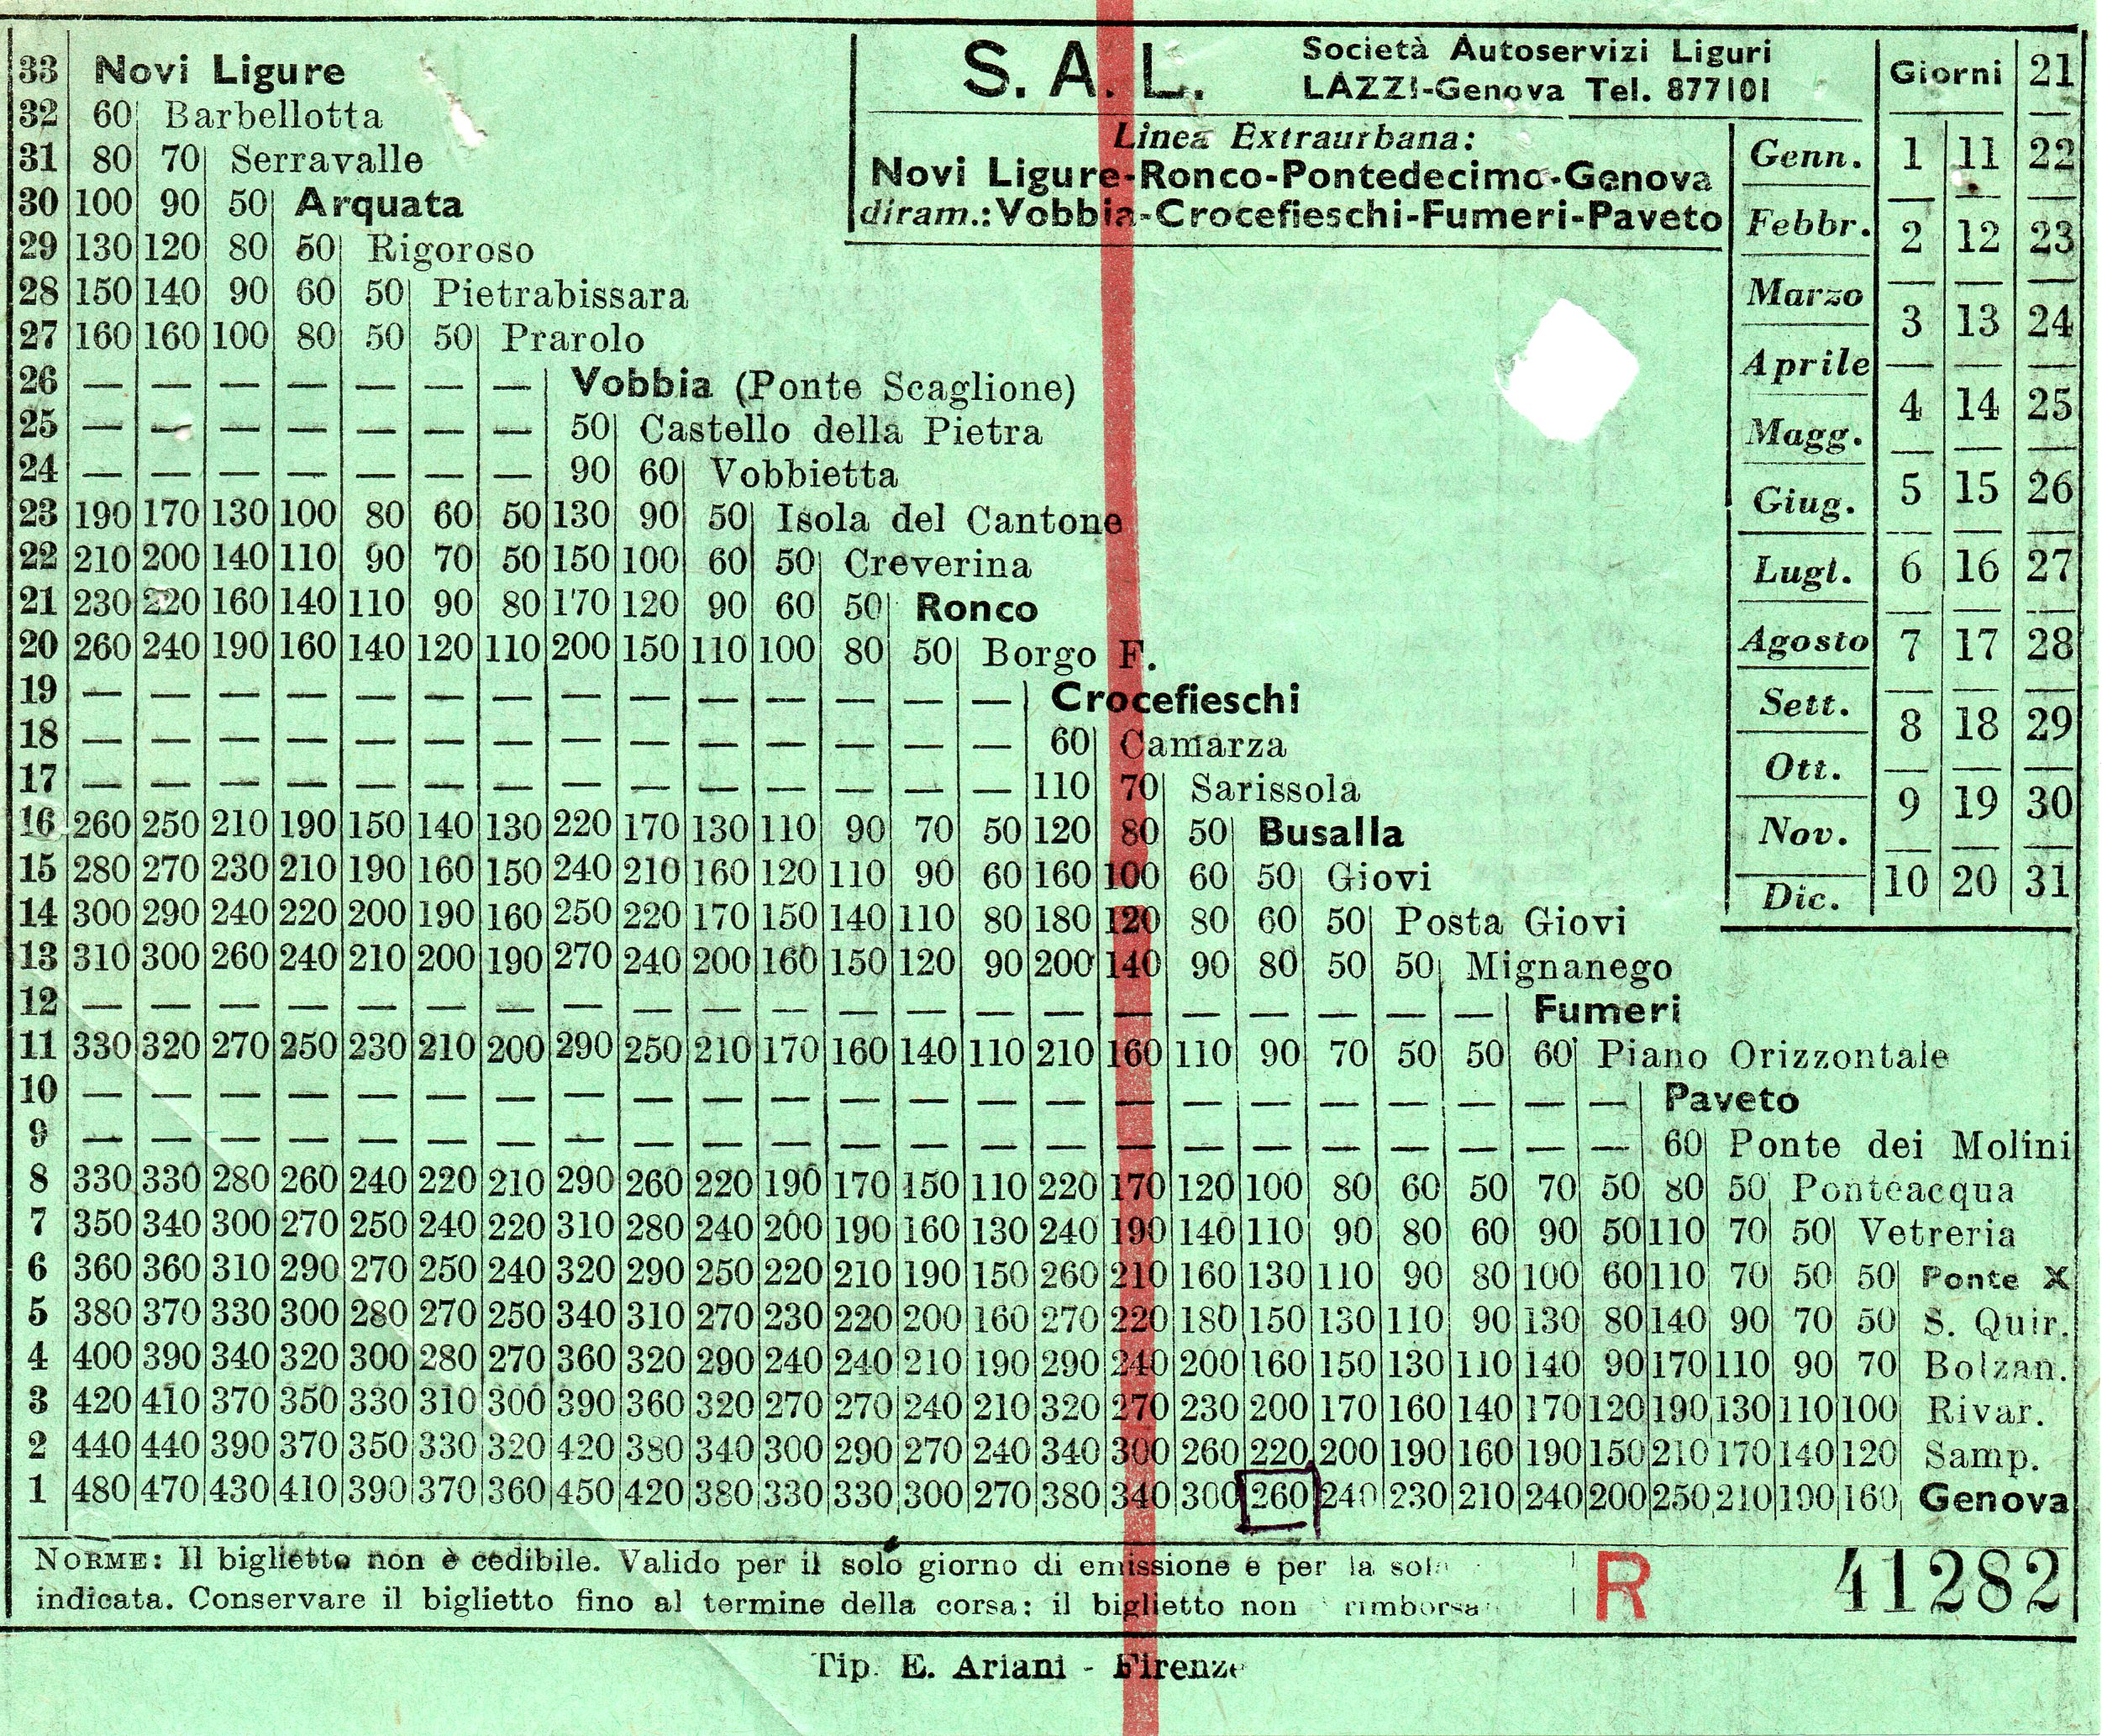 S. A. L. Società Autoservizi Liguri
LAZZI-Genova Tel. 877101
Linea Extraurbana:
Novi Ligure-Ronco-Pontedecimo-Genova
diram.: Vobbia-Crocefieschi-Fumeri-Paveto
Giorni 21
Genn. 1 11 22
Febbr. 2 12 23
Marzo 3 13 24
Aprile 4 14 25
Magg. 5 15 26
Giug. 6 16 27
Lugl. 7 17 28
Agosto 8 18 29
Sett. 9 19 30
Ott. 10 20 31
Nov.
Dic.
33 Novi Ligure
32 60 Barbellotta
31 80 70 Serravalle
30 100 90 50 Arquata
29 130 120 80 50 Rigoroso
28 150 140 90 60 50 Pietrabissara
27 160 160 100 80 50 50 Prarolo
26 — — — — — — — Vobbia (Ponte Scaglione)
25 — — — — — — — 50 Castello della Pietra
24 — — — — — — — 90 60 Vobbietta
23 190 170 130 100 80 60 50 130 90 50 Isola del Cantone
22 210 200 140 110 90 70 50 150 100 60 50 Creverina
21 230 220 160 140 110 90 80 170 120 90 60 50 Ronco
20 260 240 190 160 140 120 110 200 150 110 100 80 50 Borgo F.
19 — — — — — — — — — — — — — — Crocefieschi
18 — — — — — — — — — — — — — — 60 Camarza
17 — — — — — — — — — — — — — — 110 70 Sarissola
16 260 250 210 190 150 140 130 220 170 130 110 90 70 50 120 80 50 Busalla
15 280 270 230 210 190 160 150 240 210 160 120 110 90 60 160 100 60 50 Giovi
14 300 290 240 220 200 190 160 250 220 170 150 140 110 80 180 120 80 60 50 Posta Giovi
13 310 300 260 240 210 200 190 270 240 200 160 150 120 90 200 140 90 80 50 50 Mignanego
12 — — — — — — — — — — — — — — — — — — — — — Fumeri
11 330 320 270 250 230 210 200 290 250 210 170 160 140 110 210 160 110 90 70 50 50 60 Piano Orizzontale
10 — — — — — — — — — — — — — — — — — — — — — — — Paveto
9 — — — — — — — — — — — — — — — — — — — — — — — 60 Ponte dei Molini
8 330 330 280 260 240 220 210 290 260 220 190 170 150 110 220 170 120 100 80 60 50 70 50 80 50 Ponteacqua
7 350 340 300 270 250 240 220 310 280 240 200 190 160 130 240 190 140 110 90 80 60 90 50 110 70 50 Vetreria
6 360 360 310 290 270 250 240 320 290 250 220 210 190 150 260 210 160 130 110 90 80 100 60 110 70 50 50 Ponte X
5 380 370 330 300 280 270 250 340 310 270 230 220 200 160 270 220 180 150 130 110 90 130 80 140 90 70 50 S. Quir.
4 400 390 340 320 300 280 270 360 320 290 240 240 210 190 290 240 200 160 150 130 110 140 90 170 110 90 70 Bolzan.
3 420 410 370 350 330 310 300 390 360 320 270 270 240 210 320 270 230 200 170 160 140 170 120 190 130 110 100 Rivar.
2 440 440 390 370 350 330 320 420 380 340 300 290 270 240 340 300 260 220 200 190 160 190 150 210 170 140 120 Samp.
1 480 470 430 410 390 370 360 450 420 380 330 330 300 270 380 340 300 260 240 230 210 240 200 250 210 190 160 Genova
NORME: Il biglietto non è cedibile. Valido per il solo giorno di emissione e per la
indicata. Conservare il biglietto fino al termine della corsa; il biglietto non
R 41282
Tip. E. Ariani - Firenze